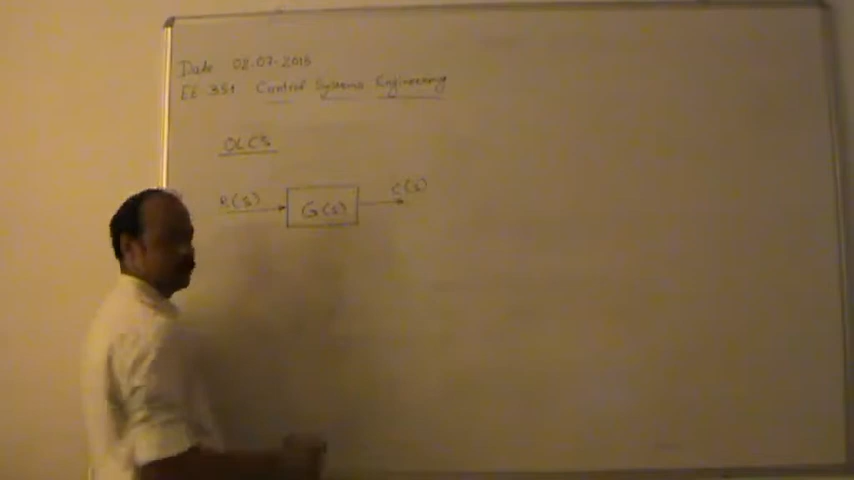 Date 02.07.2015
EE 351 Control Systems Engineering
OLCS
R(s) G(s) C(s)